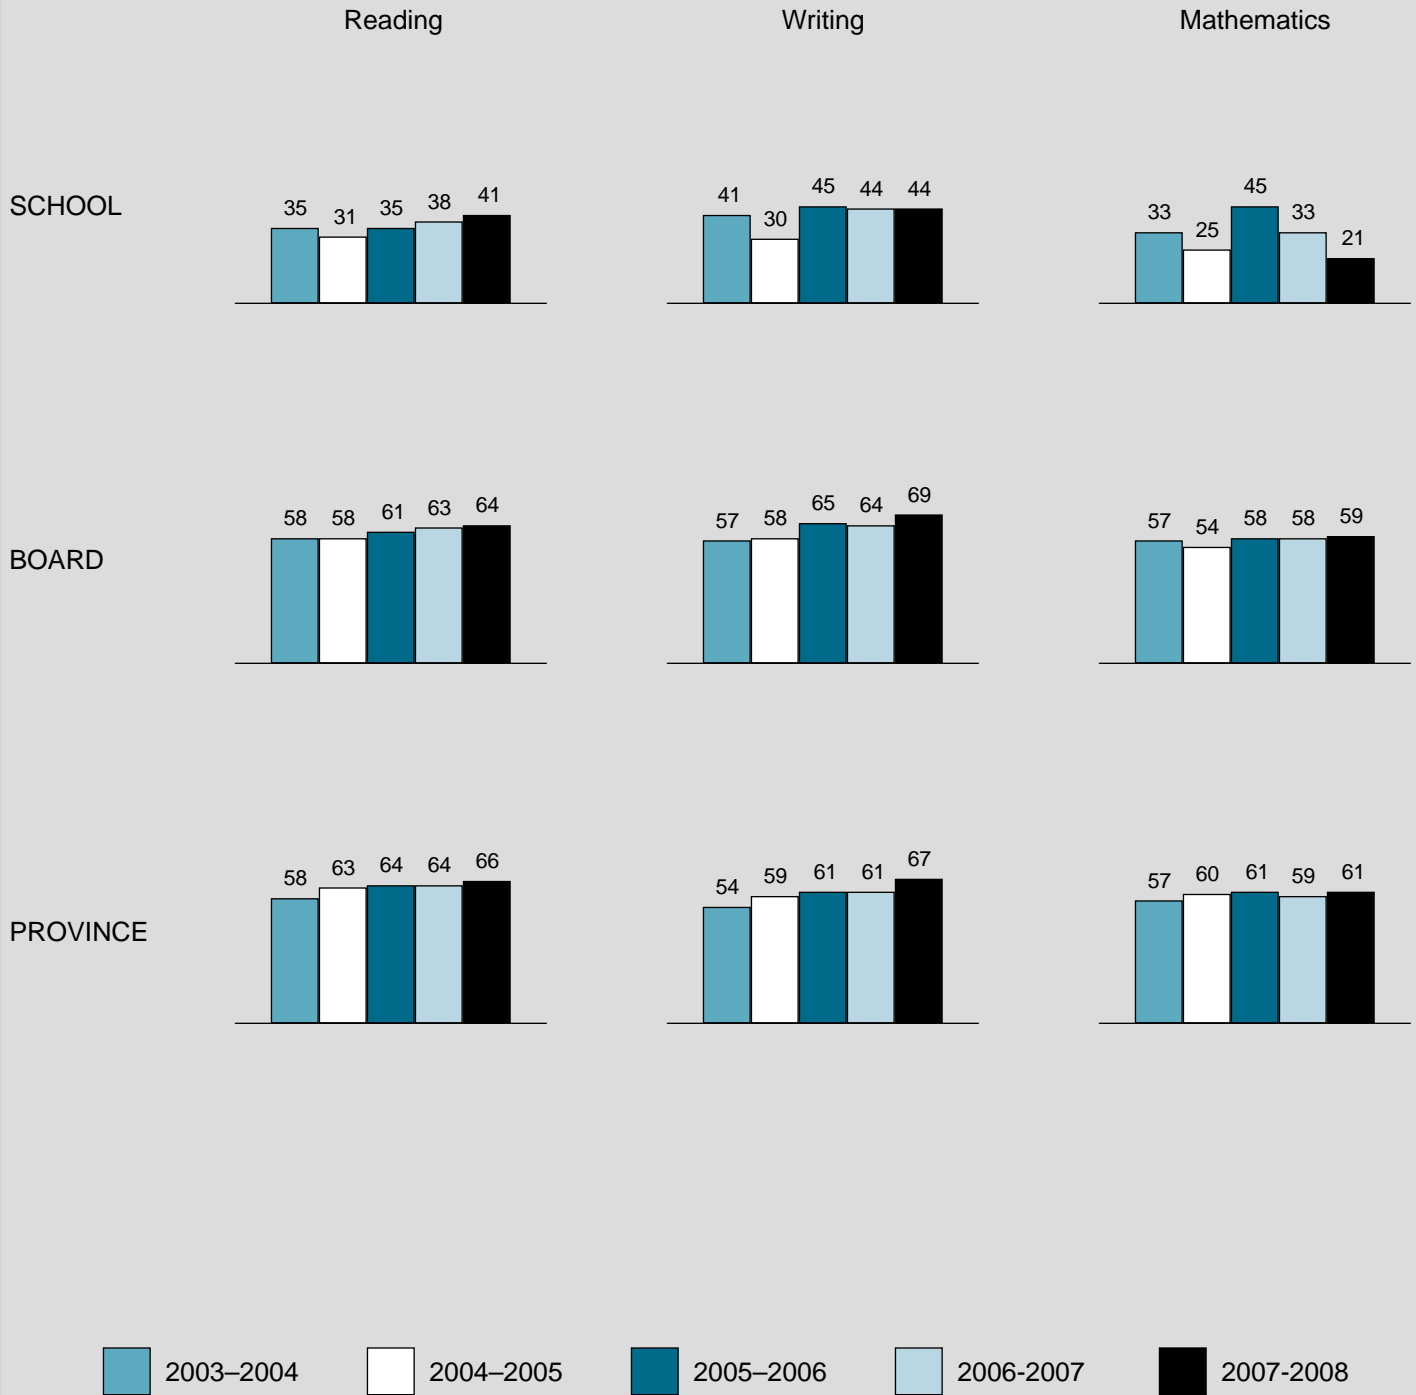 Reading Writing Mathematics
SCHOOL
35 31 35 38 41
41 30 45 44 44
33 25 45 33 21
BOARD
58 58 61 63 64
57 58 65 64 69
57 54 58 58 59
PROVINCE
58 63 64 64 66
54 59 61 61 67
57 60 61 59 61
2003–2004 2004–2005 2005–2006 2006-2007 2007-2008